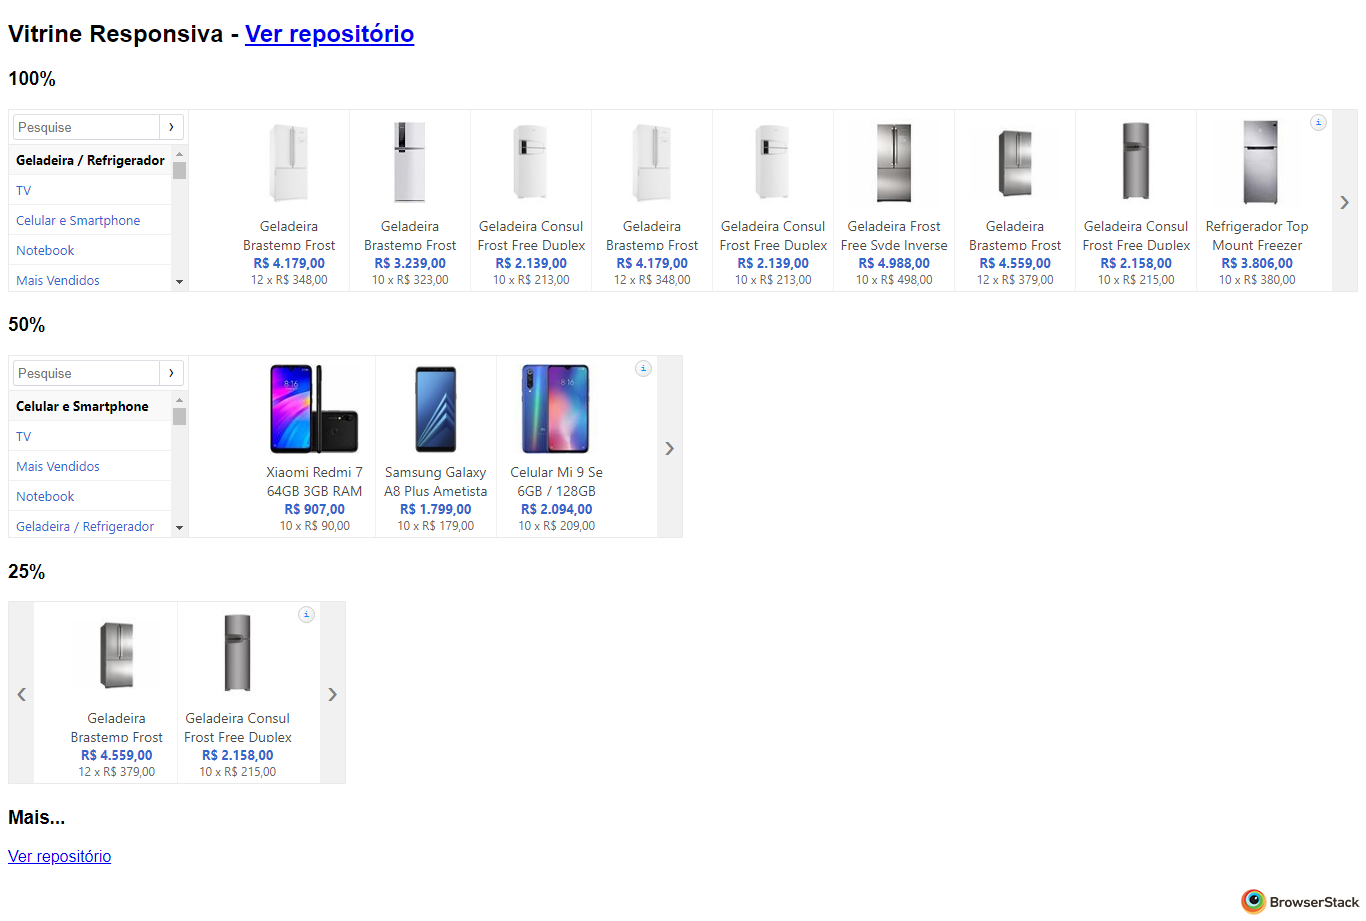 Vitrine Responsiva - Ver repositório
100%
Pesquise ›
Geladeira / Refrigerador
TV
Celular e Smartphone
Notebook
Mais Vendidos
Geladeira
Brastemp Frost
R$ 4.179,00
12 x R$ 348,00
Geladeira
Brastemp Frost
R$ 3.239,00
10 x R$ 323,00
Geladeira Consul
Frost Free Duplex
R$ 2.139,00
10 x R$ 213,00
Geladeira
Brastemp Frost
R$ 4.179,00
12 x R$ 348,00
Geladeira Consul
Frost Free Duplex
R$ 2.139,00
10 x R$ 213,00
Geladeira Frost
Free Syde Inverse
R$ 4.988,00
10 x R$ 498,00
Geladeira
Brastemp Frost
R$ 4.559,00
12 x R$ 379,00
Geladeira Consul
Frost Free Duplex
R$ 2.158,00
10 x R$ 215,00
Refrigerador Top
Mount Freezer
R$ 3.806,00
10 x R$ 380,00
i
›
50%
Pesquise ›
Celular e Smartphone
TV
Mais Vendidos
Notebook
Geladeira / Refrigerador
8:16
Xiaomi Redmi 7
64GB 3GB RAM
R$ 907,00
10 x R$ 90,00
Samsung Galaxy
A8 Plus Ametista
R$ 1.799,00
10 x R$ 179,00
8:16
Celular Mi 9 Se
6GB / 128GB
R$ 2.094,00
10 x R$ 209,00
i
›
25%
‹
Geladeira
Brastemp Frost
R$ 4.559,00
12 x R$ 379,00
Geladeira Consul
Frost Free Duplex
R$ 2.158,00
10 x R$ 215,00
i
›
Mais...
Ver repositório
BrowserStack